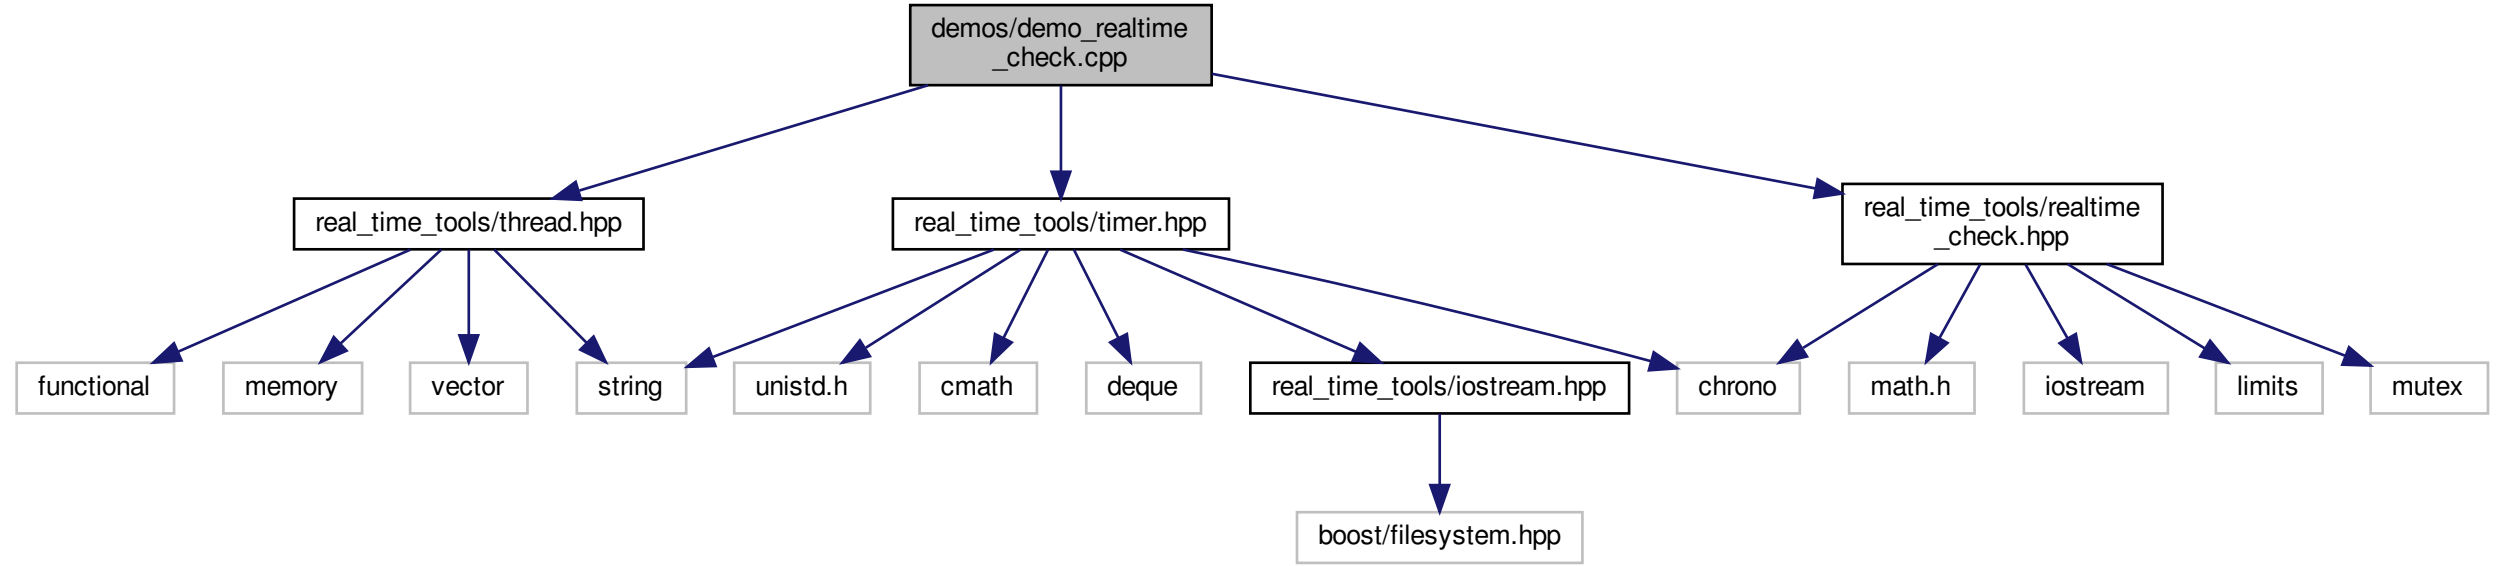 demos/demo_realtime
_check.cpp
real_time_tools/thread.hpp
real_time_tools/timer.hpp
real_time_tools/realtime
_check.hpp
functional
memory
vector
string
unistd.h
cmath
deque
real_time_tools/iostream.hpp
chrono
math.h
iostream
limits
mutex
boost/filesystem.hpp